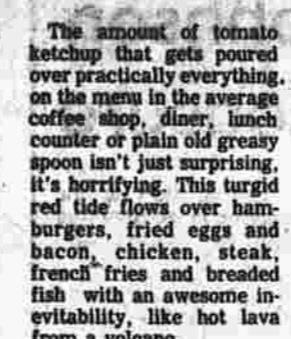 The amount of tomato
ketchup that gets poured
over practically everything,
on the menu in the average
coffee shop, diner, lunch
counter or plain old greasy
spoon isn't just surprising,
it's horrifying. This turgid
red tide flows over ham-
burgers, fried eggs and
bacon, chicken, steak,
french fries and breaded
fish with an awesome in-
evitability, like hot lava
from a volcano.